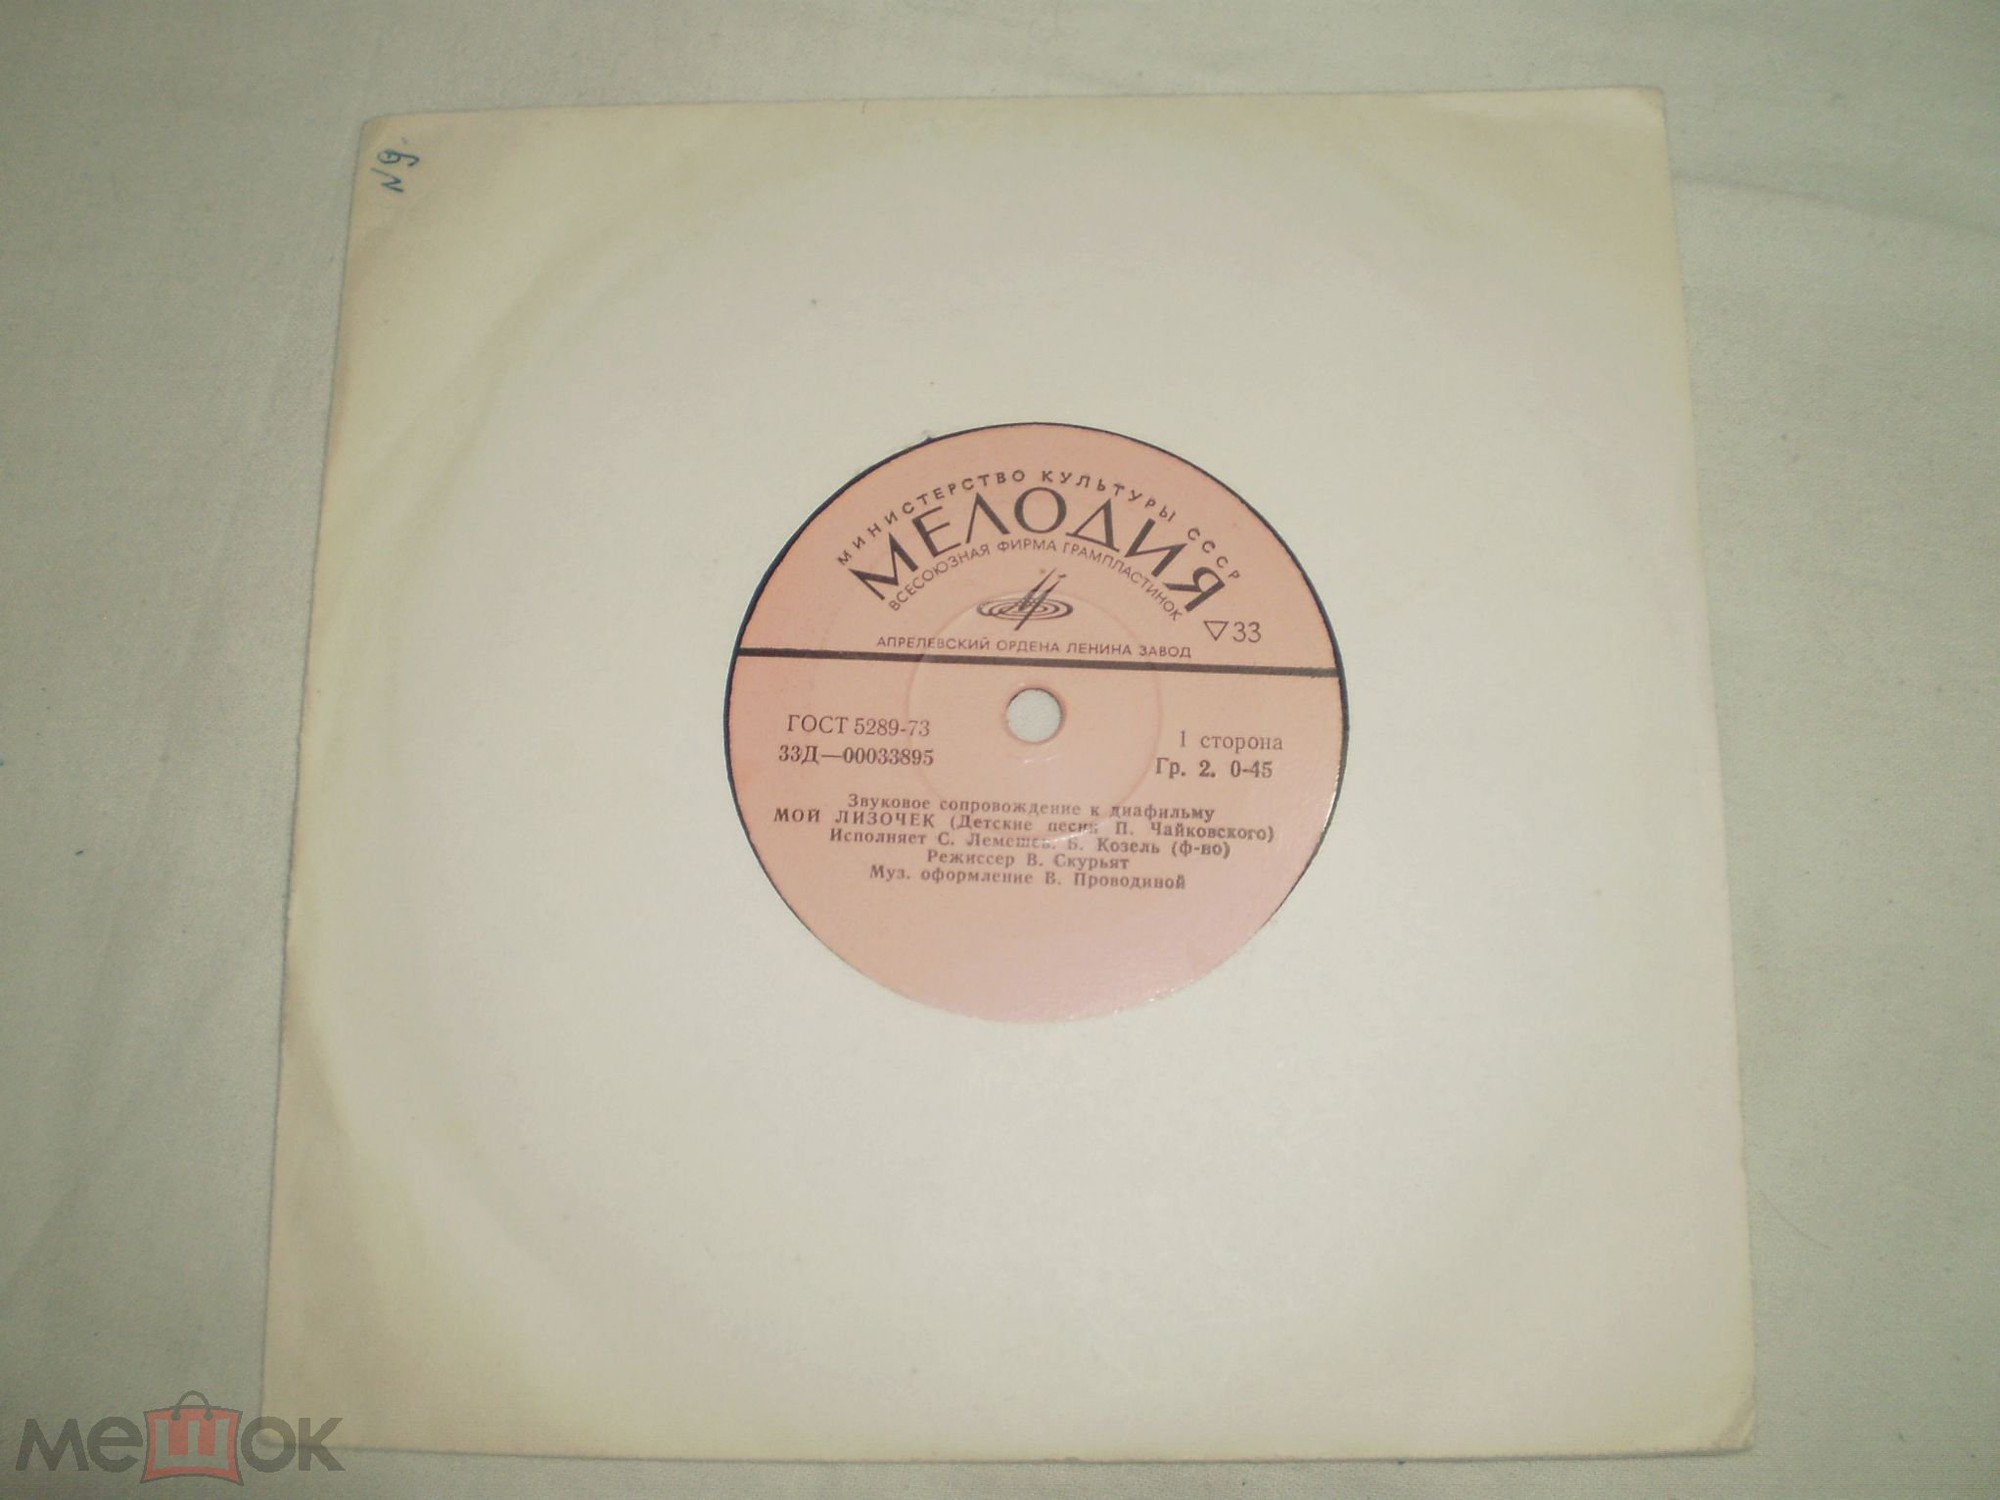 МИНИСТЕРСТВО КУЛЬТУРЫ СССР
МЕЛОДИЯ
ВСЕСОЮЗНАЯ ФИРМА ГРАМПЛАСТИНОК
▽33
АПРЕЛЕВСКИЙ ОРДЕНА ЛЕНИНА ЗАВОД
ГОСТ 5289-73
33Д—00033895
1 сторона
Гр. 2. 0-45
Звуковое сопровождение к диафильму
МОЙ ЛИЗОЧЕК (Детские песни П. Чайковского)
Исполняет С. Лемешев. Б. Козель (ф-во)
Режиссер В. Скурьят
Муз. оформление В. Проводиной
мешок